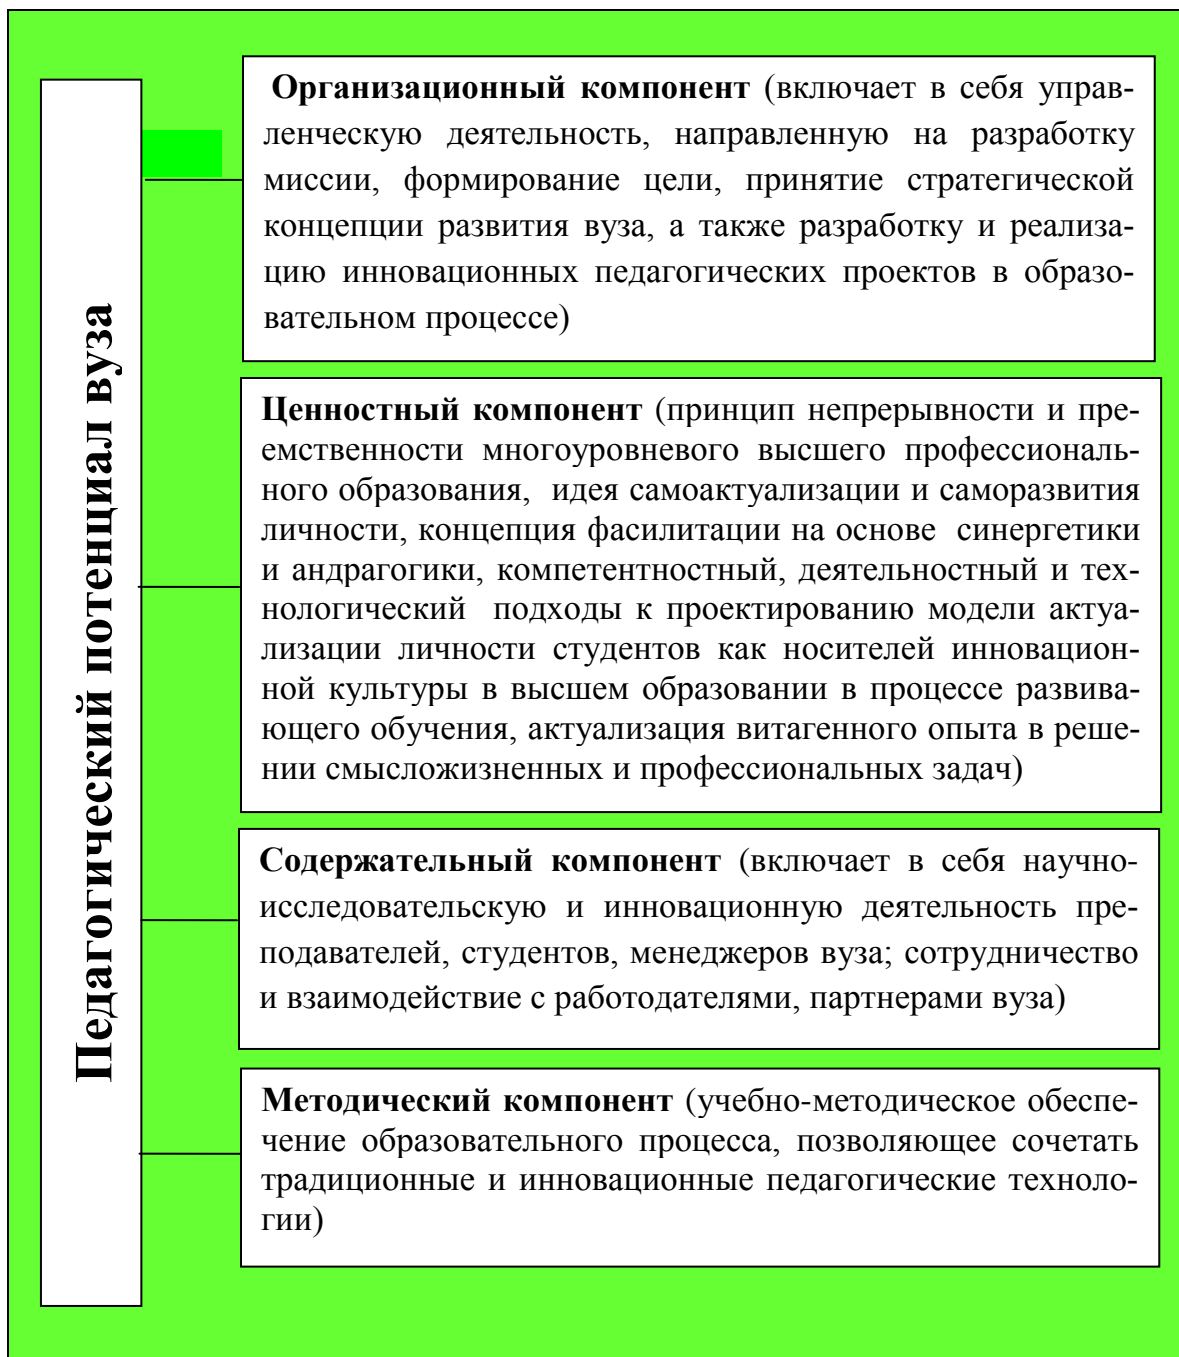 Педагогический потенциал вуза
Организационный компонент (включает в себя управ-
ленческую деятельность, направленную на разработку
миссии, формирование цели, принятие стратегической
концепции развития вуза, а также разработку и реализа-
цию инновационных педагогических проектов в образо-
вательном процессе)
Ценностный компонент (принцип непрерывности и пре-
емственности многоуровневого высшего профессиональ-
ного образования, идея самоактуализации и саморазвития
личности, концепция фасилитации на основе синергетики
и андрагогики, компетентностный, деятельностный и тех-
нологический подходы к проектированию модели актуа-
лизации личности студентов как носителей инновацион-
ной культуры в высшем образовании в процессе развива-
ющего обучения, актуализация витагенного опыта в реше-
нии смысложизненных и профессиональных задач)
Содержательный компонент (включает в себя научно-
исследовательскую и инновационную деятельность пре-
подавателей, студентов, менеджеров вуза; сотрудничество
и взаимодействие с работодателями, партнерами вуза)
Методический компонент (учебно-методическое обеспе-
чение образовательного процесса, позволяющее сочетать
традиционные и инновационные педагогические техноло-
гии)